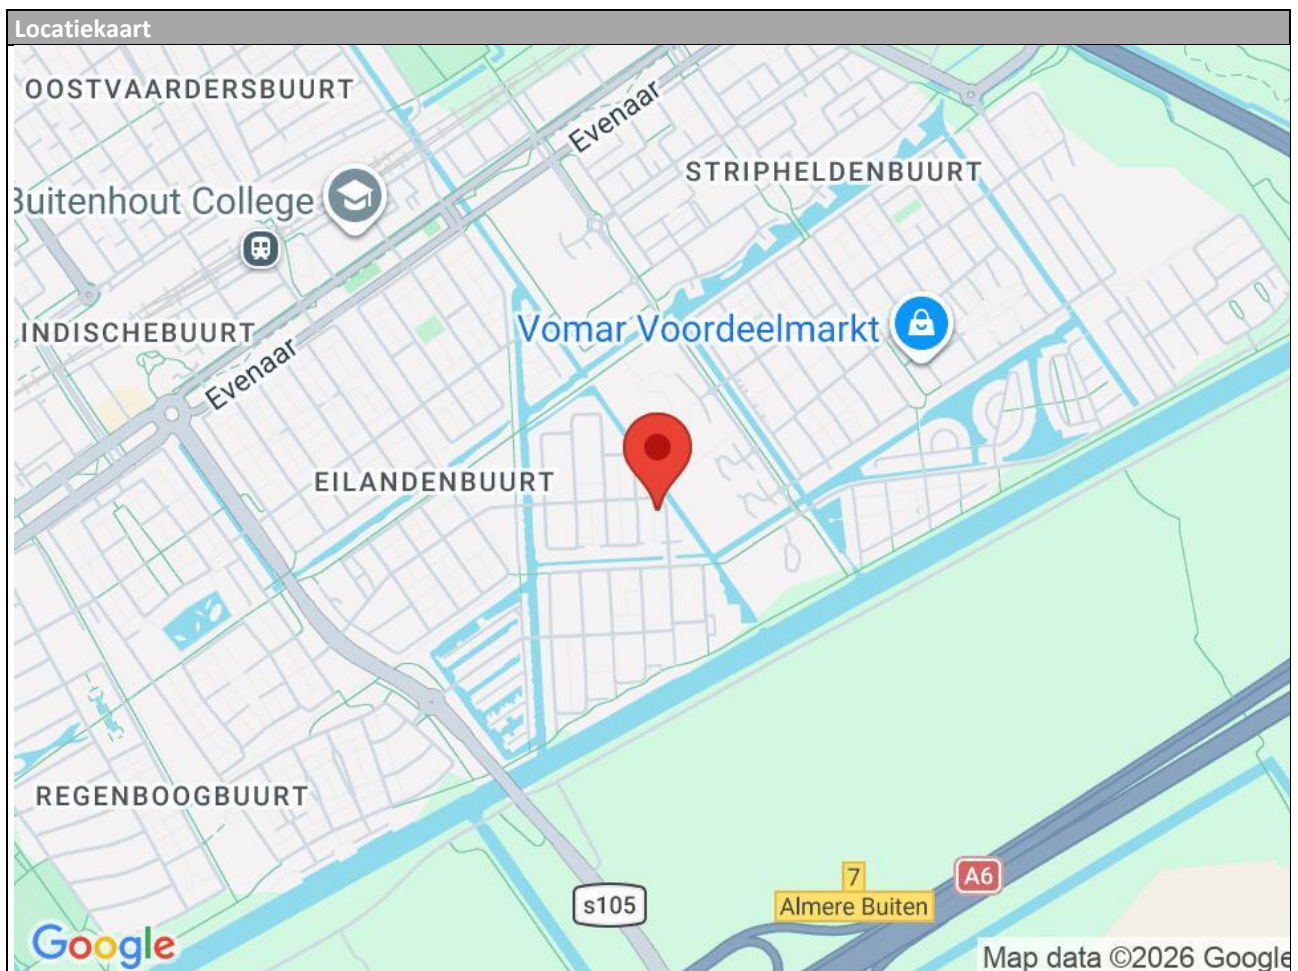 Locatiekaart
OOSTVAARDERSBUURT
Evenaar
STRIPHELDENBUURT
Buitenhout College
INDISCHEBUURT
Vomar Voordeelmarkt
Evenaar
EILANDENBUURT
REGENBOOGBUURT
7
A6
s105
Almere Buiten
Google
Map data ©2026 Google